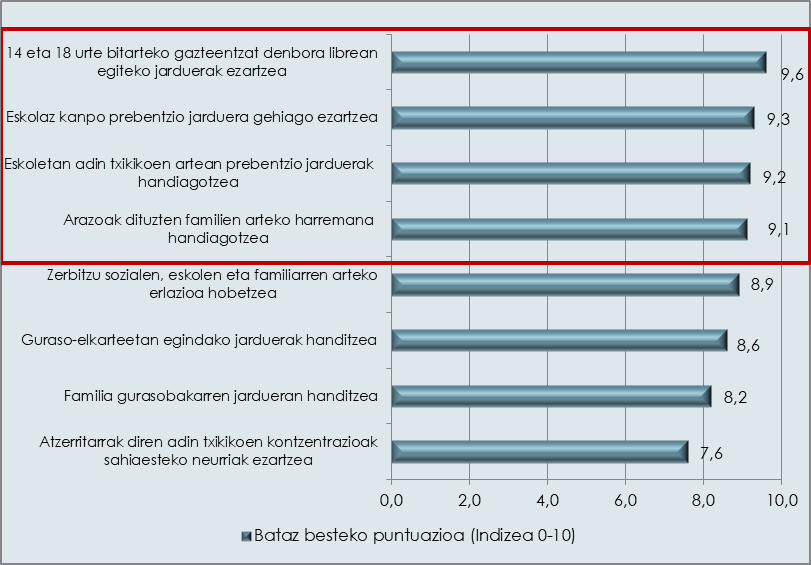 14 eta 18 urte bitarteko gazteentzat denbora librean
egiteko jarduerak ezartzea
9,6
Eskolaz kanpo prebentzio jarduera gehiago ezartzea
9,3
Eskoletan adin txikikoen artean prebentzio jarduerak
handiagotzea
9,2
Arazoak dituzten familien arteko harremana
handiagotzea
9,1
Zerbitzu sozialen, eskolen eta familiarren arteko
erlazioa hobetzea
8,9
Guraso-elkarteetan egindako jarduerak handitzea
8,6
Familia gurasobakarren jardueran handitzea
8,2
Atzerritarrak diren adin txikikoen kontzentrazioak
sahiaesteko neurriak ezartzea
7,6
0,0 2,0 4,0 6,0 8,0 10,0
Bataz besteko puntuazioa (Indizea 0-10)